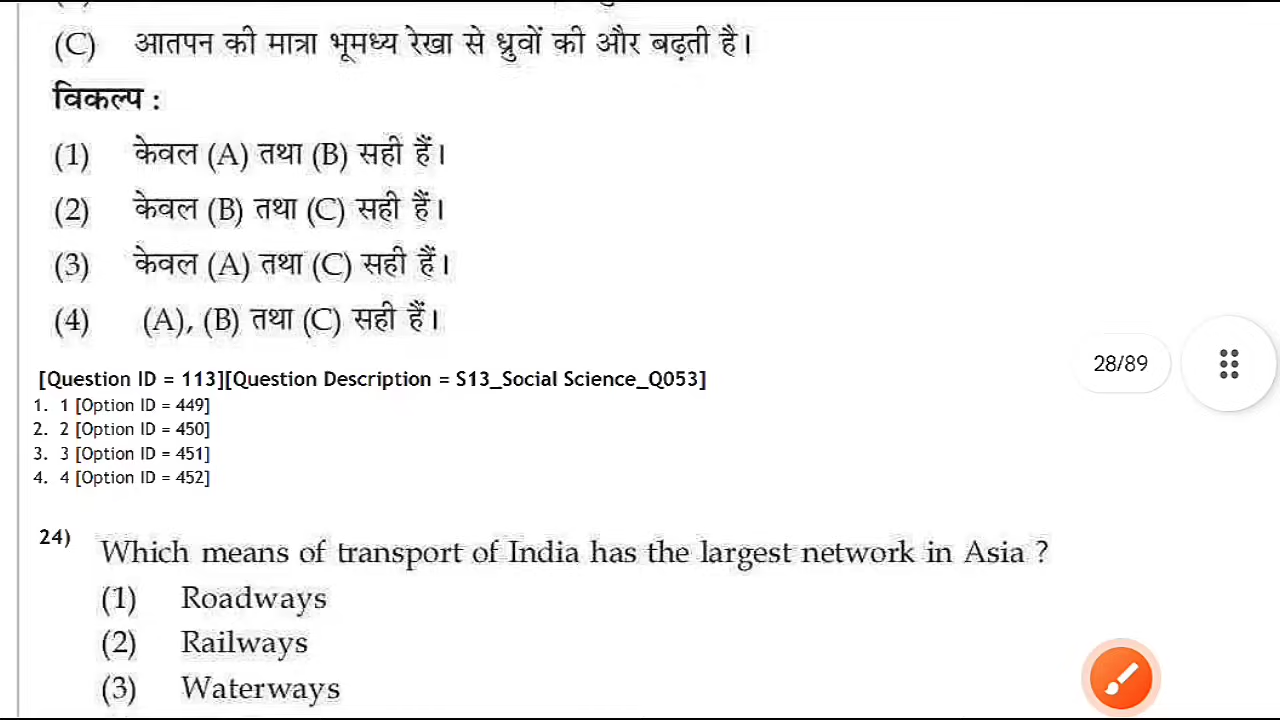 (C) आतपन की मात्रा भूमध्य रेखा से ध्रुवों की और बढ़ती है।
विकल्प :
(1) केवल (A) तथा (B) सही हैं।
(2) केवल (B) तथा (C) सही हैं।
(3) केवल (A) तथा (C) सही हैं।
(4) (A), (B) तथा (C) सही हैं।
28/89
[Question ID = 113][Question Description = S13_Social Science_Q053]
1. 1 [Option ID = 449]
2. 2 [Option ID = 450]
3. 3 [Option ID = 451]
4. 4 [Option ID = 452]
24) Which means of transport of India has the largest network in Asia ?
(1) Roadways
(2) Railways
(3) Waterways